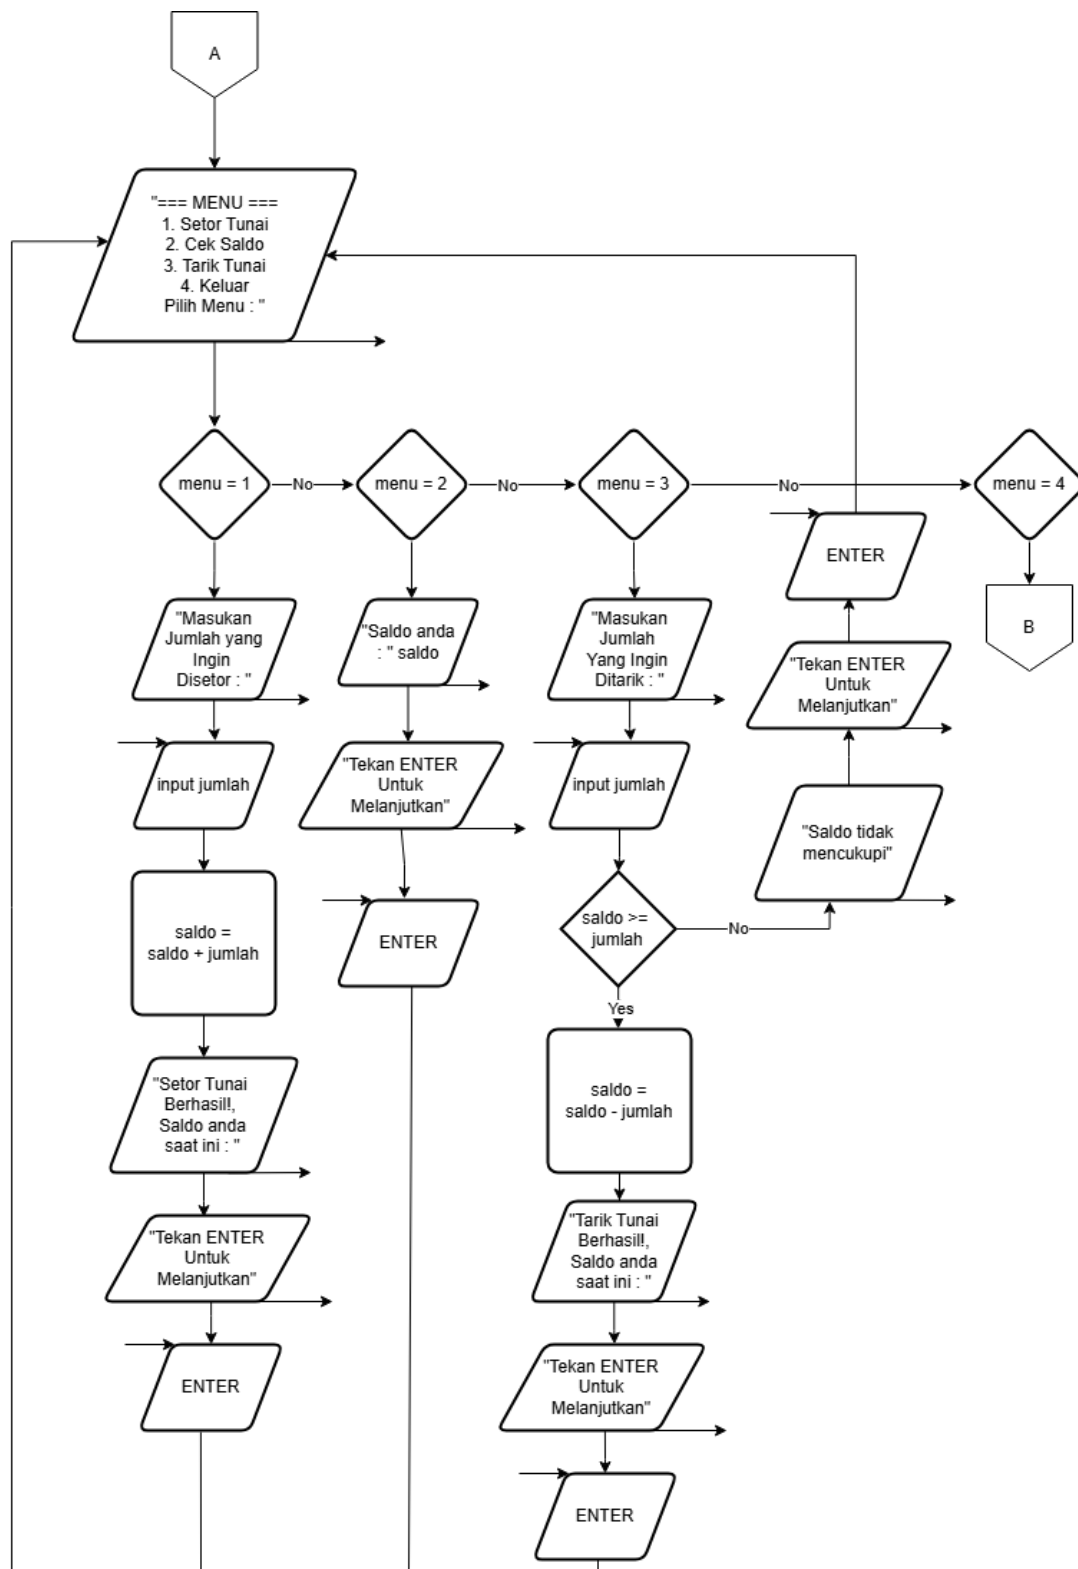 A
"=== MENU ===
1. Setor Tunai
2. Cek Saldo
3. Tarik Tunai
4. Keluar
Pilih Menu : "
menu = 1
No
menu = 2
No
menu = 3
No
menu = 4
"Masukan
Jumlah yang
Ingin
Disetor : "
input jumlah
saldo =
saldo + jumlah
"Setor Tunai
Berhasil!,
Saldo anda
saat ini : "
"Tekan ENTER
Untuk
Melanjutkan"
ENTER
"Saldo anda
: " saldo
"Tekan ENTER
Untuk
Melanjutkan"
ENTER
"Masukan
Jumlah
Yang Ingin
Ditarik : "
input jumlah
saldo >=
jumlah
No
Yes
saldo =
saldo - jumlah
"Tarik Tunai
Berhasil!,
Saldo anda
saat ini : "
"Tekan ENTER
Untuk
Melanjutkan"
ENTER
ENTER
"Tekan ENTER
Untuk
Melanjutkan"
"Saldo tidak
mencukupi"
B